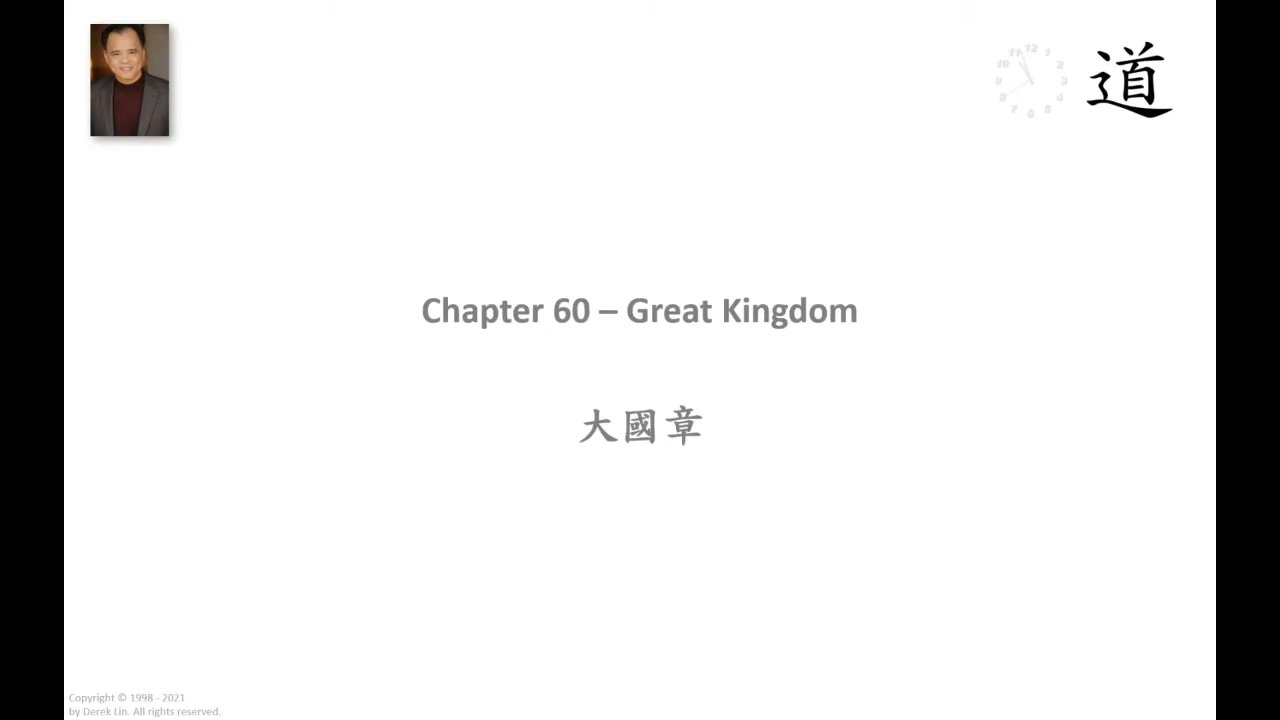 道
Chapter 60 – Great Kingdom
大國章
Copyright © 1998 - 2021
by Derek Lin. All rights reserved.